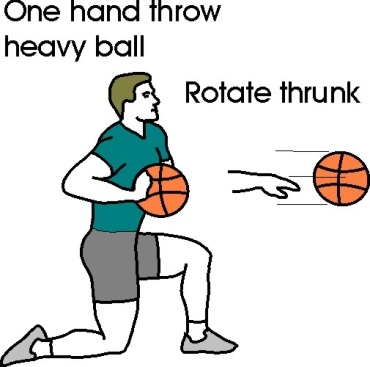 One hand throw
heavy ball
Rotate thrunk